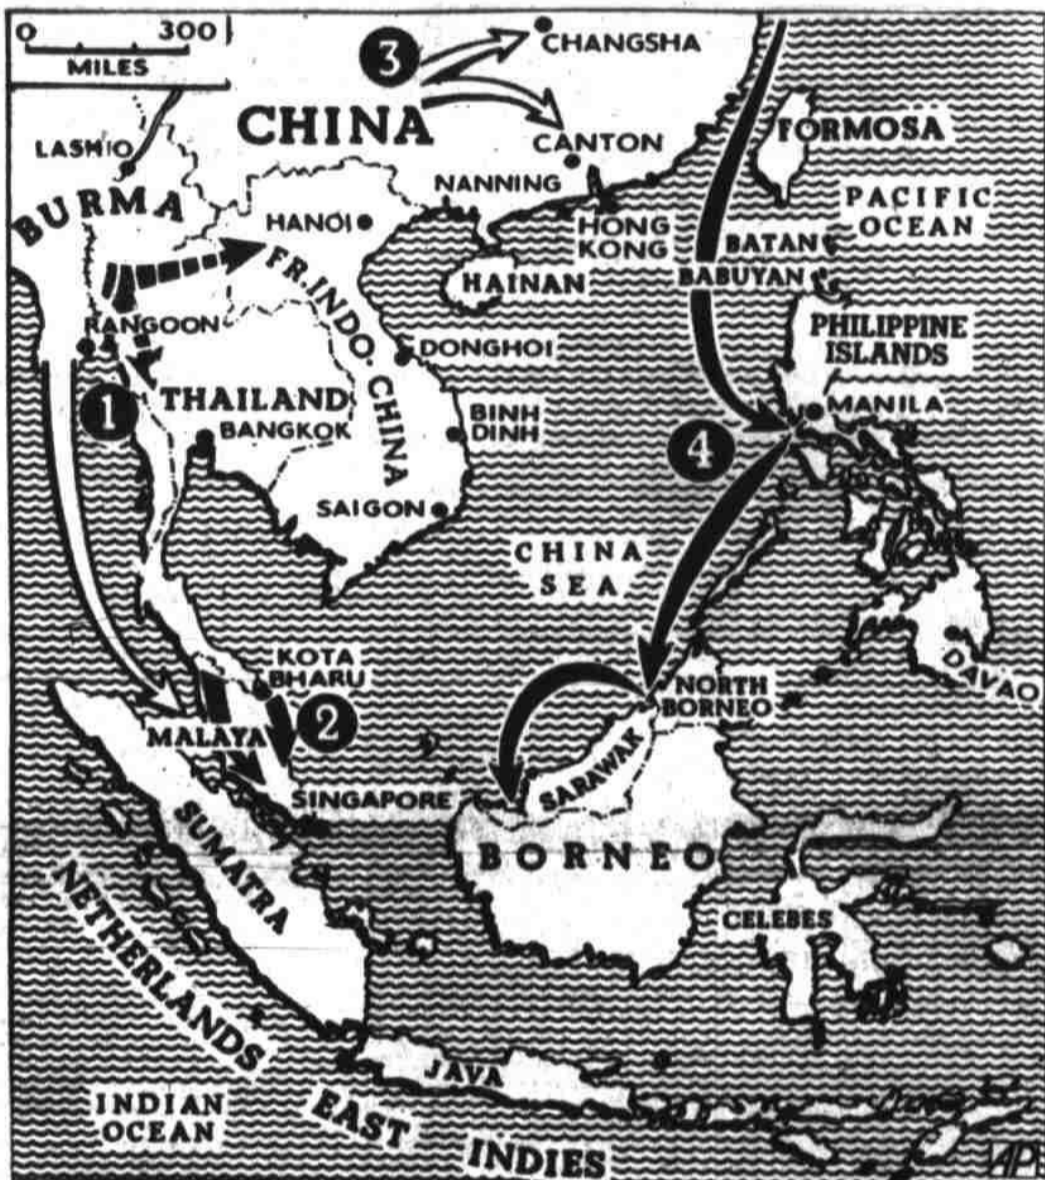 0 300
MILES
3
CHANGSHA
CHINA
FORMOSA
LASHIO
CANTON
BURMA
NANNING
PACIFIC
OCEAN
HANOI
HONG
KONG
BATAN
BABUYAN
HAINAN
FR. INDO-CHINA
RANGOON
DONGHOI
PHILIPPINE
ISLANDS
1
THAILAND
BANGKOK
BINH
DINH
MANILA
4
SAIGON
CHINA
SEA
KOTA
BHARU
DAVAO
NORTH
BORNEO
2
MALAYA
SARAWAK
SINGAPORE
SUMATRA
BORNEO
CELEBES
NETHERLANDS
EAST
INDIES
JAVA
INDIAN
OCEAN
AP